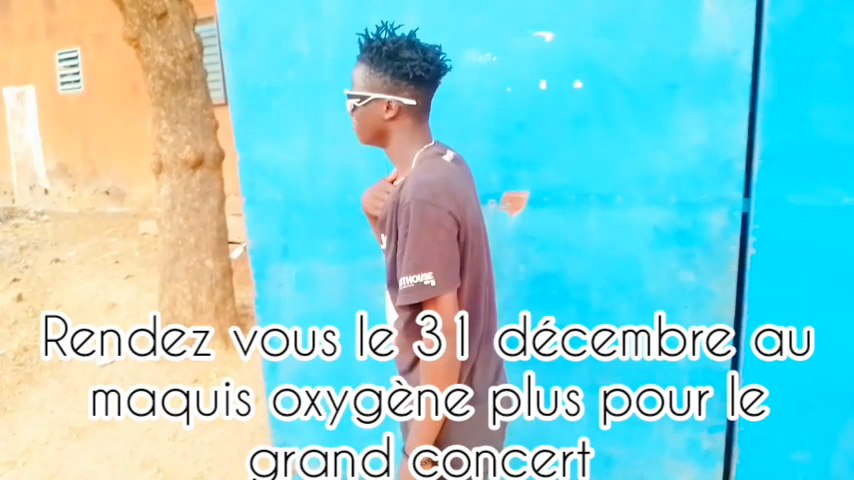 Rendez vous le 31 décembre au
maquis oxygène plus pour le
grand concert